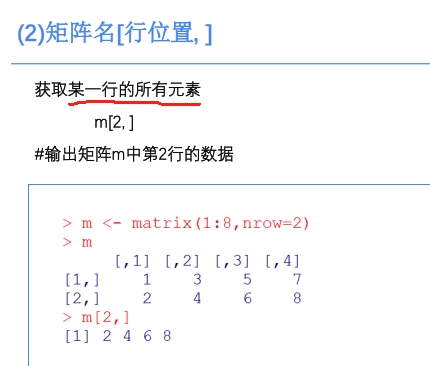 (2)矩阵名[行位置, ]
获取某一行的所有元素
m[2, ]
#输出矩阵m中第2行的数据
> m <- matrix(1:8,nrow=2)
> m
     [,1] [,2] [,3] [,4]
[1,]    1    3    5    7
[2,]    2    4    6    8
> m[2,]
[1] 2 4 6 8